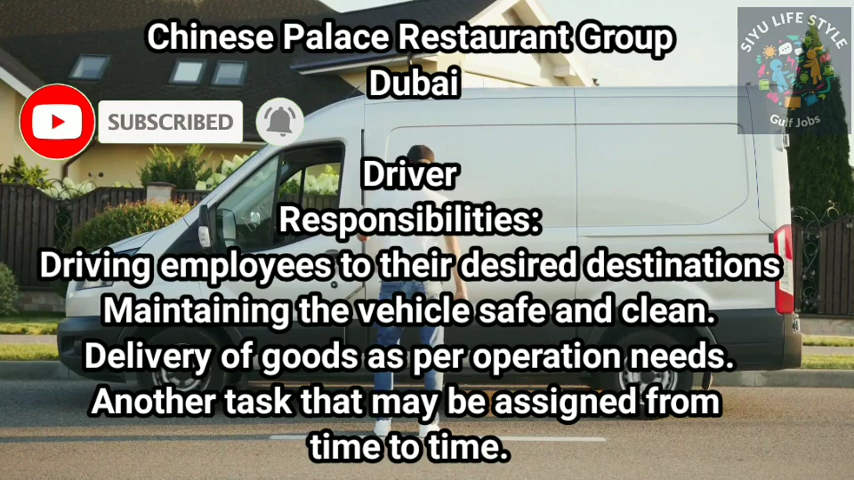 Chinese Palace Restaurant Group
Dubai
SIYU LIFE STYLE
Gulf Jobs
SUBSCRIBED
Driver
Responsibilities:
Driving employees to their desired destinations
Maintaining the vehicle safe and clean.
Delivery of goods as per operation needs.
Another task that may be assigned from
time to time.